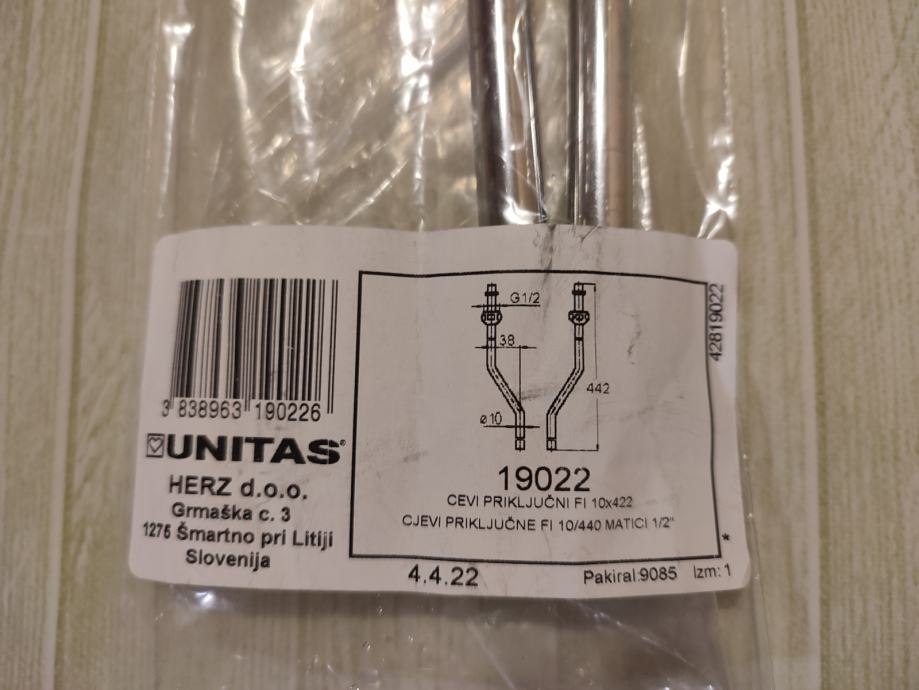 G1/2
38
442
ø10
42819022
3 838963 190226
UNITAS®
HERZ d.o.o.
Grmaška c. 3
1275 Šmartno pri Litiji
Slovenija
19022
CEVI PRIKLJUČNI FI 10x422
CJEVI PRIKLJUČNE FI 10/440 MATICI 1/2"
*
4.4.22 Pakiral:9085 Izm: 1